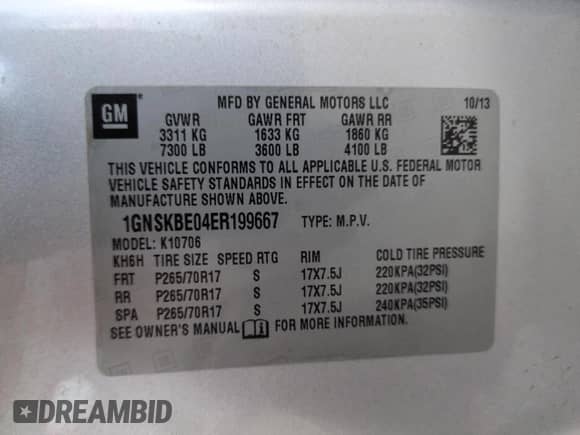 GM
MFD BY GENERAL MOTORS LLC 10/13
GVWR GAWR FRT GAWR RR
3311 KG 1633 KG 1860 KG
7300 LB 3600 LB 4100 LB
THIS VEHICLE CONFORMS TO ALL APPLICABLE U.S. FEDERAL MOTOR
VEHICLE SAFETY STANDARDS IN EFFECT ON THE DATE OF
MANUFACTURE SHOWN ABOVE.
1GNSKBE04ER199667 TYPE: M.P.V.
MODEL: K10706
KH6H TIRE SIZE SPEED RTG RIM COLD TIRE PRESSURE
FRT P265/70R17 S 17X7.5J 220KPA(32PSI)
RR P265/70R17 S 17X7.5J 220KPA(32PSI)
SPA P265/70R17 S 17X7.5J 240KPA(35PSI)
SEE OWNER'S MANUAL FOR MORE INFORMATION.
DREAMBID